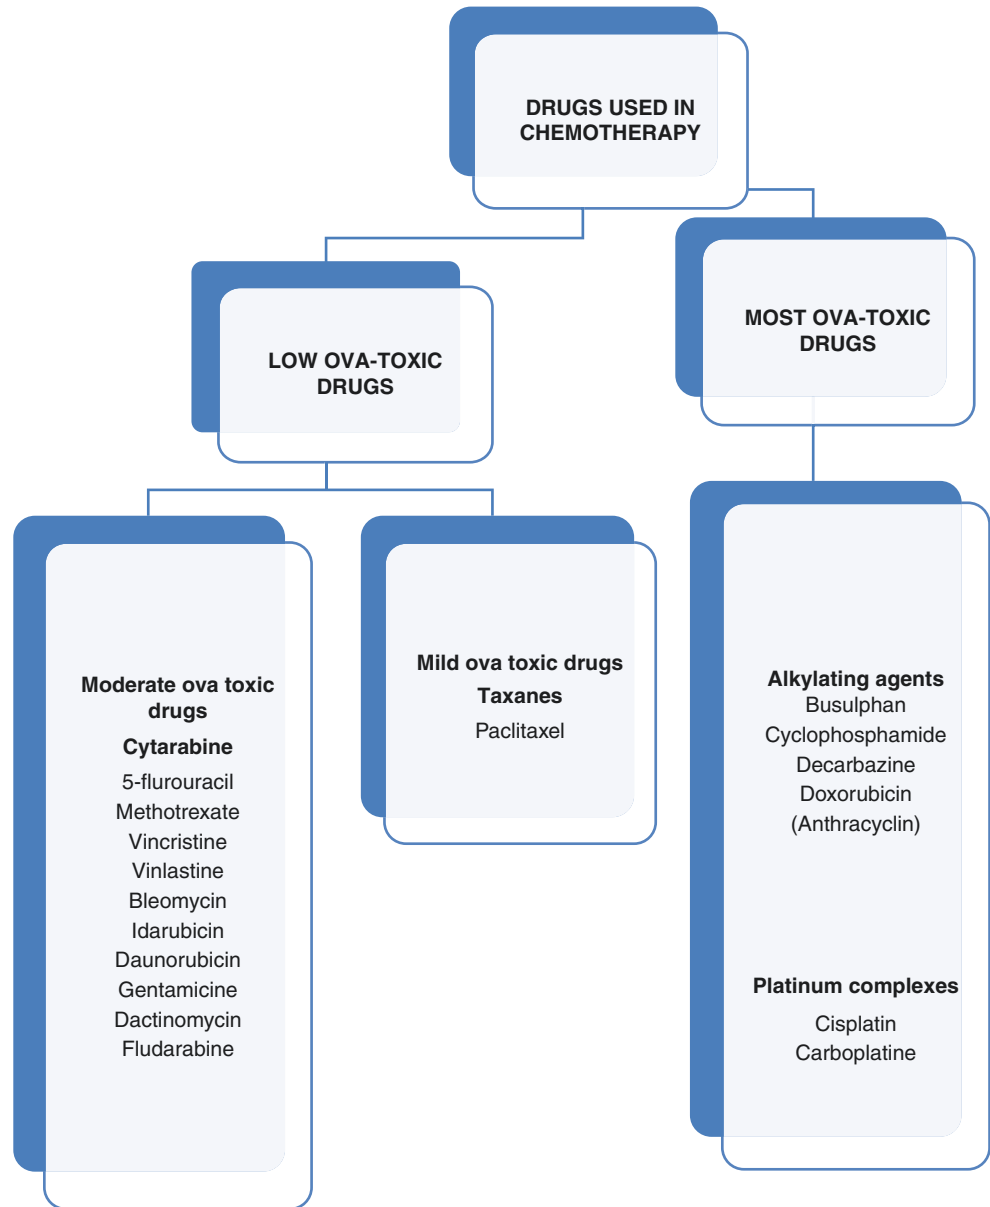 DRUGS USED IN
CHEMOTHERAPY
LOW OVA-TOXIC
DRUGS
MOST OVA-TOXIC
DRUGS
Moderate ova toxic
drugs
Cytarabine
5-flurouracil
Methotrexate
Vincristine
Vinlastine
Bleomycin
Idarubicin
Daunorubicin
Gentamicine
Dactinomycin
Fludarabine
Mild ova toxic drugs
Taxanes
Paclitaxel
Alkylating agents
Busulphan
Cyclophosphamide
Decarbazine
Doxorubicin
(Anthracyclin)
Platinum complexes
Cisplatin
Carboplatine